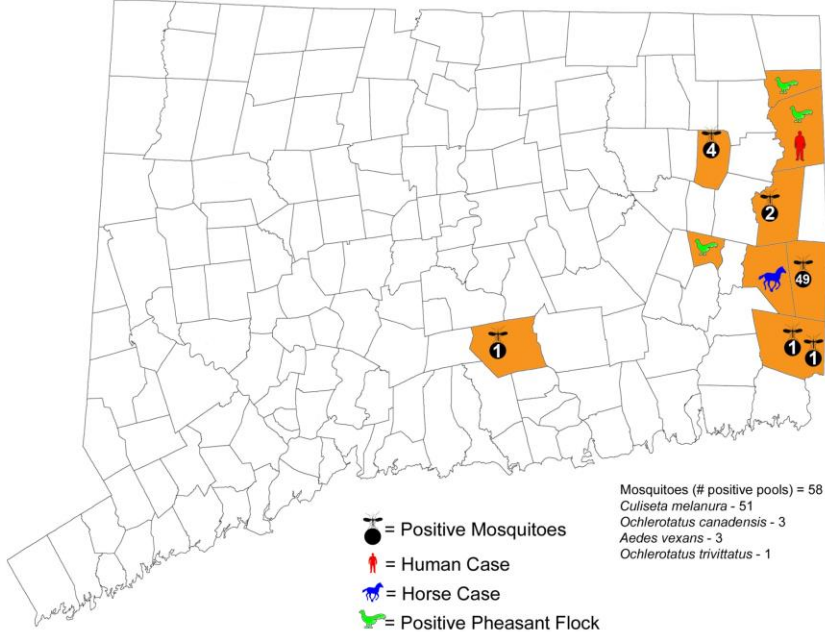 4
2
49
1
1
1
Mosquitoes (# positive pools) = 58
Culiseta melanura - 51
Ochlerotatus canadensis - 3
Aedes vexans - 3
Ochlerotatus trivittatus - 1
= Positive Mosquitoes
= Human Case
= Horse Case
= Positive Pheasant Flock